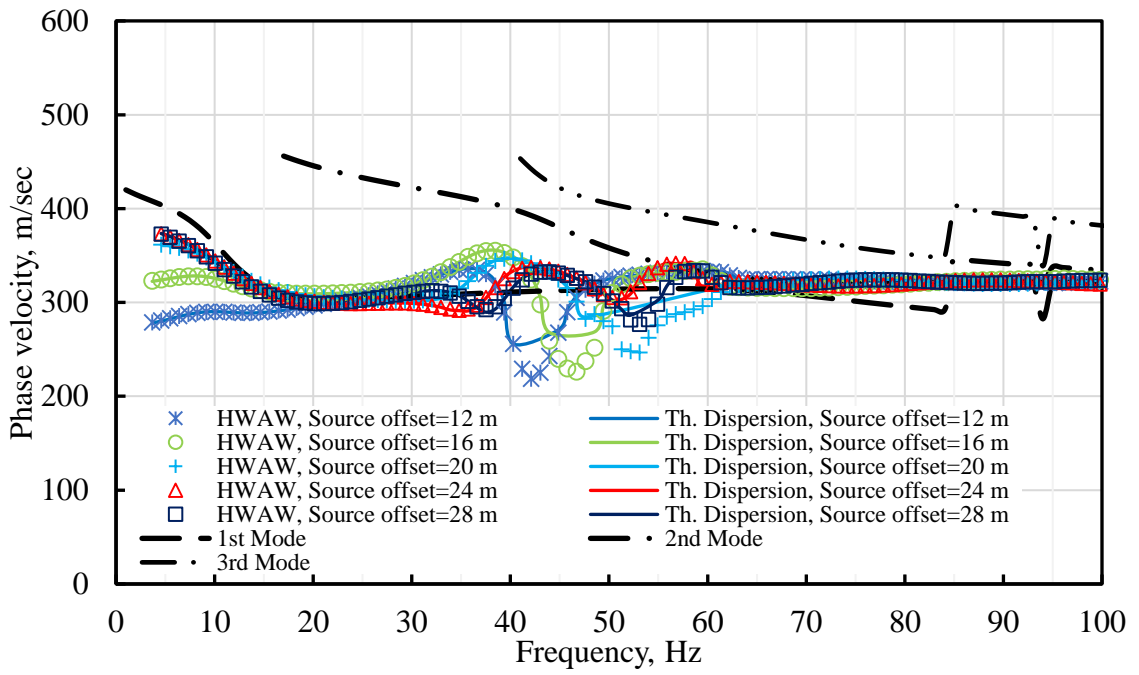 600
500
400
300
200
100
0
Phase velocity, m/sec
HWAW, Source offset=12 m
Th. Dispersion, Source offset=12 m
HWAW, Source offset=16 m
Th. Dispersion, Source offset=16 m
HWAW, Source offset=20 m
Th. Dispersion, Source offset=20 m
HWAW, Source offset=24 m
Th. Dispersion, Source offset=24 m
HWAW, Source offset=28 m
Th. Dispersion, Source offset=28 m
1st Mode
2nd Mode
3rd Mode
0 10 20 30 40 50 60 70 80 90 100
Frequency, Hz